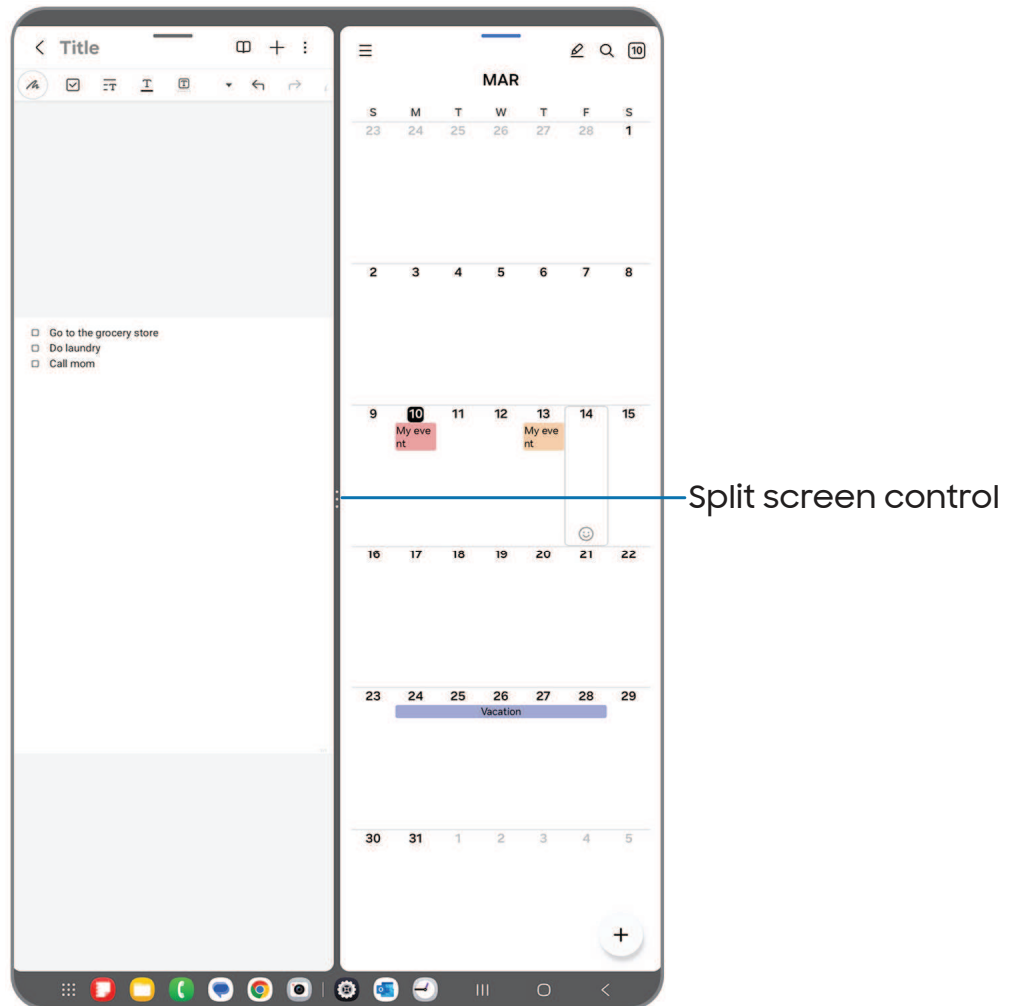 Title
10
MAR
S M T W T F S
23 24 25 26 27 28 1
2 3 4 5 6 7 8
Go to the grocery store
Do laundry
Call mom
9 10 11 12 13 14 15
My eve My eve
nt nt
Split screen control
16 17 18 19 20 21 22
23 24 25 26 27 28 29
Vacation
30 31 1 2 3 4 5